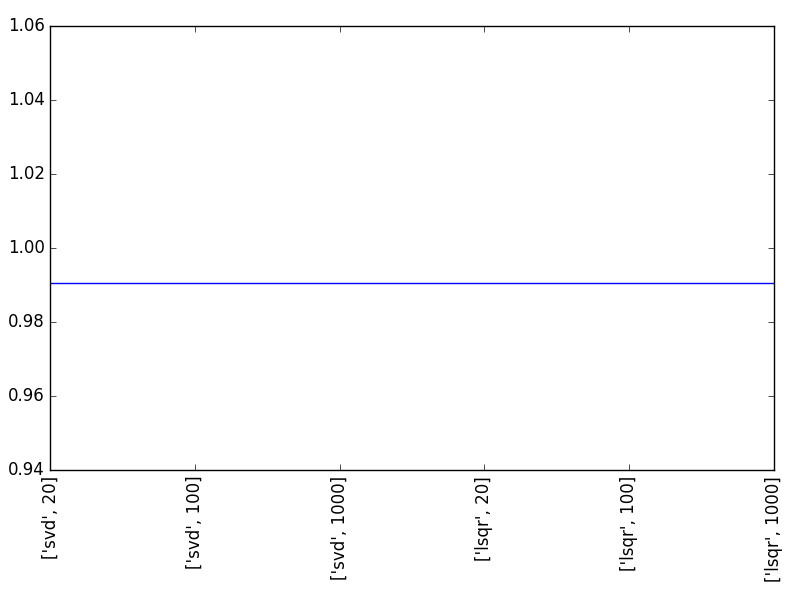 1.06
1.04
1.02
1.00
0.98
0.96
0.94
['svd', 20]
['svd', 100]
['svd', 1000]
['lsqr', 20]
['lsqr', 100]
['lsqr', 1000]